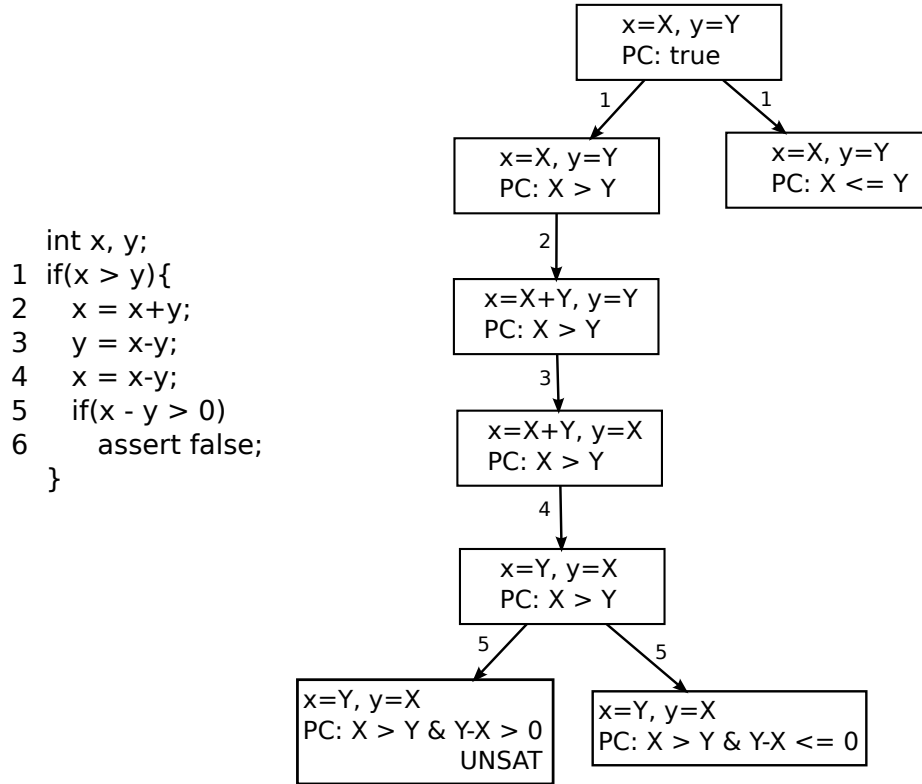 int x, y;
1 if(x > y){
2 x = x+y;
3 y = x-y;
4 x = x-y;
5 if(x - y > 0)
6 assert false;
}
x=X, y=Y
PC: true
1
1
x=X, y=Y
PC: X > Y
x=X, y=Y
PC: X <= Y
2
x=X+Y, y=Y
PC: X > Y
3
x=X+Y, y=X
PC: X > Y
4
x=Y, y=X
PC: X > Y
5
5
x=Y, y=X
PC: X > Y & Y-X > 0
UNSAT
x=Y, y=X
PC: X > Y & Y-X <= 0